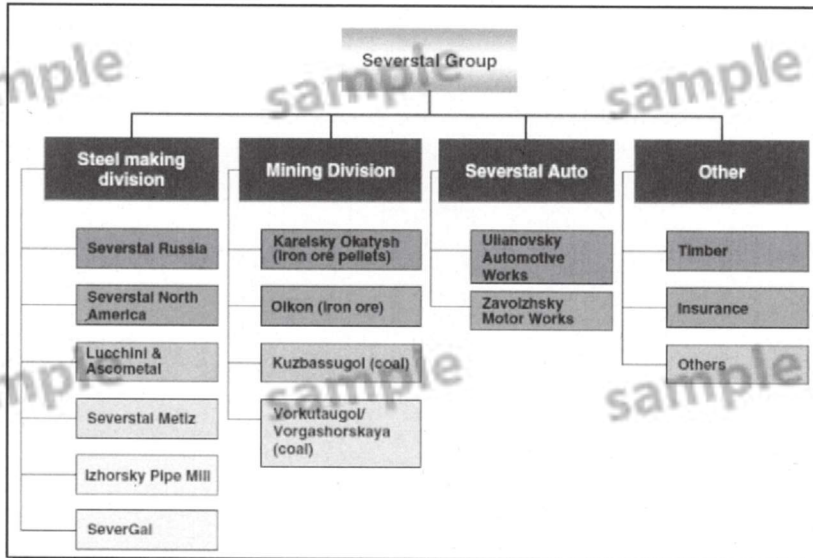 Severstal Group
Steel making
division
Severstal Russia
Severstal North
America
Lucchini &
Ascometal
Severstal Metiz
Izhorsky Pipe Mill
SeverGal
Mining Division
Karelsky Okatysh
(iron ore pellets)
Olkon (iron ore)
Kuzbassugol (coal)
Vorkutaugol/
Vorgashorskaya
(coal)
Severstal Auto
Ulianovsky
Automotive
Works
Zavolzhsky
Motor Works
Other
Timber
Insurance
Others
mple
sample
sample
mple
sample
sample